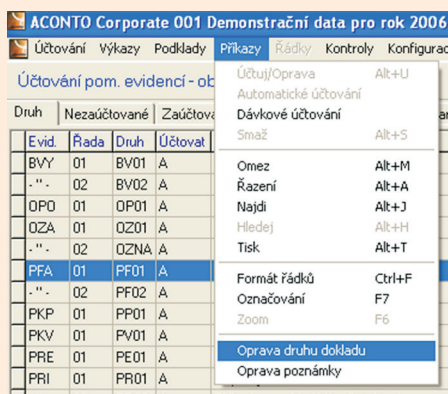 ACONTO Corporate 001 Demonstrační data pro rok 2006
Účtování Výkazy Podklady Příkazy Řádky Kontroly Konfigurac
Účtování pom. evidencí - ob
Druh Nezaúčtované Zaúčtova
Evid. Řada Druh Účtovat
BVY 01 BV01 A
- " - 02 BV02 A
OPO 01 OP01 A
OZA 01 OZ01 A
- " - 02 OZNA A
PFA 01 PF01 A
- " - 02 PF02 A
PKP 01 PP01 A
PKV 01 PV01 A
PRE 01 PE01 A
PRI 01 PR01 A
Účtuj/Oprava Alt+U
Automatické účtování
Dávkové účtování
Smaž Alt+S
Omez Alt+M
Řazení Alt+A
Najdi Alt+J
Hledej Alt+H
Tisk Alt+T
Formát řádků Ctrl+F
Označování F7
Zoom F6
Oprava druhu dokladu
Oprava poznámky